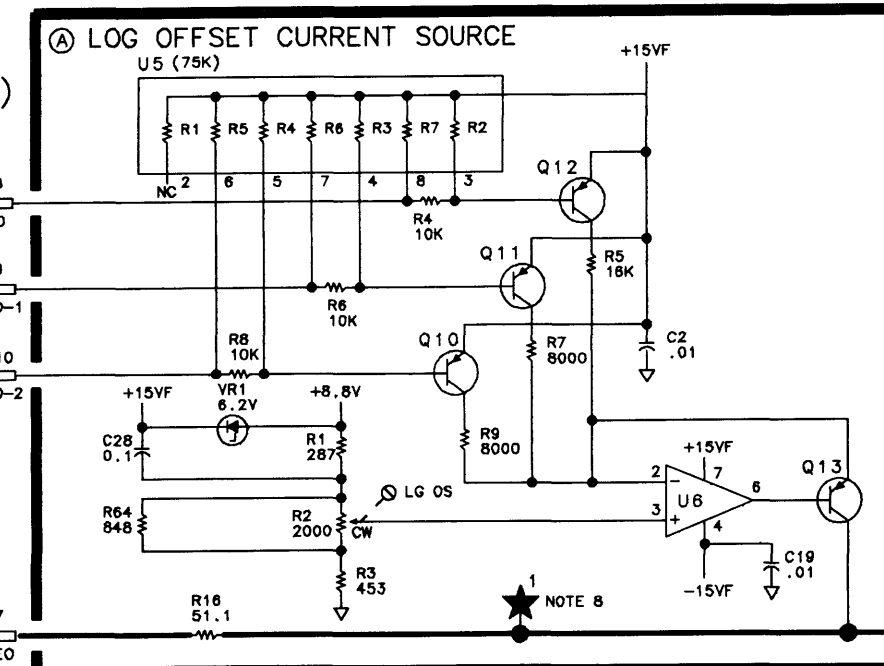 Ⓐ LOG OFFSET CURRENT SOURCE
U5 (75K)
+15VF
R1 R5 R4 R6 R3 R7 R2
NC 2 6 5 7 4 8 3
Q12
R4
10K
R5
16K
Q11
R6
10K
R7
8000
C2
.01
Q10
R8
10K
R9
8000
-1
10
-2
+15VF
VR1
6.2V
+8.8V
C28
0.1
R1
287
LG OS
R64
848
R2
2000
CW
R3
453
+15VF
7
2 -
3 +
U6
6
4
Q13
C19
.01
-15VF
R16
51.1
1
NOTE 8
EO